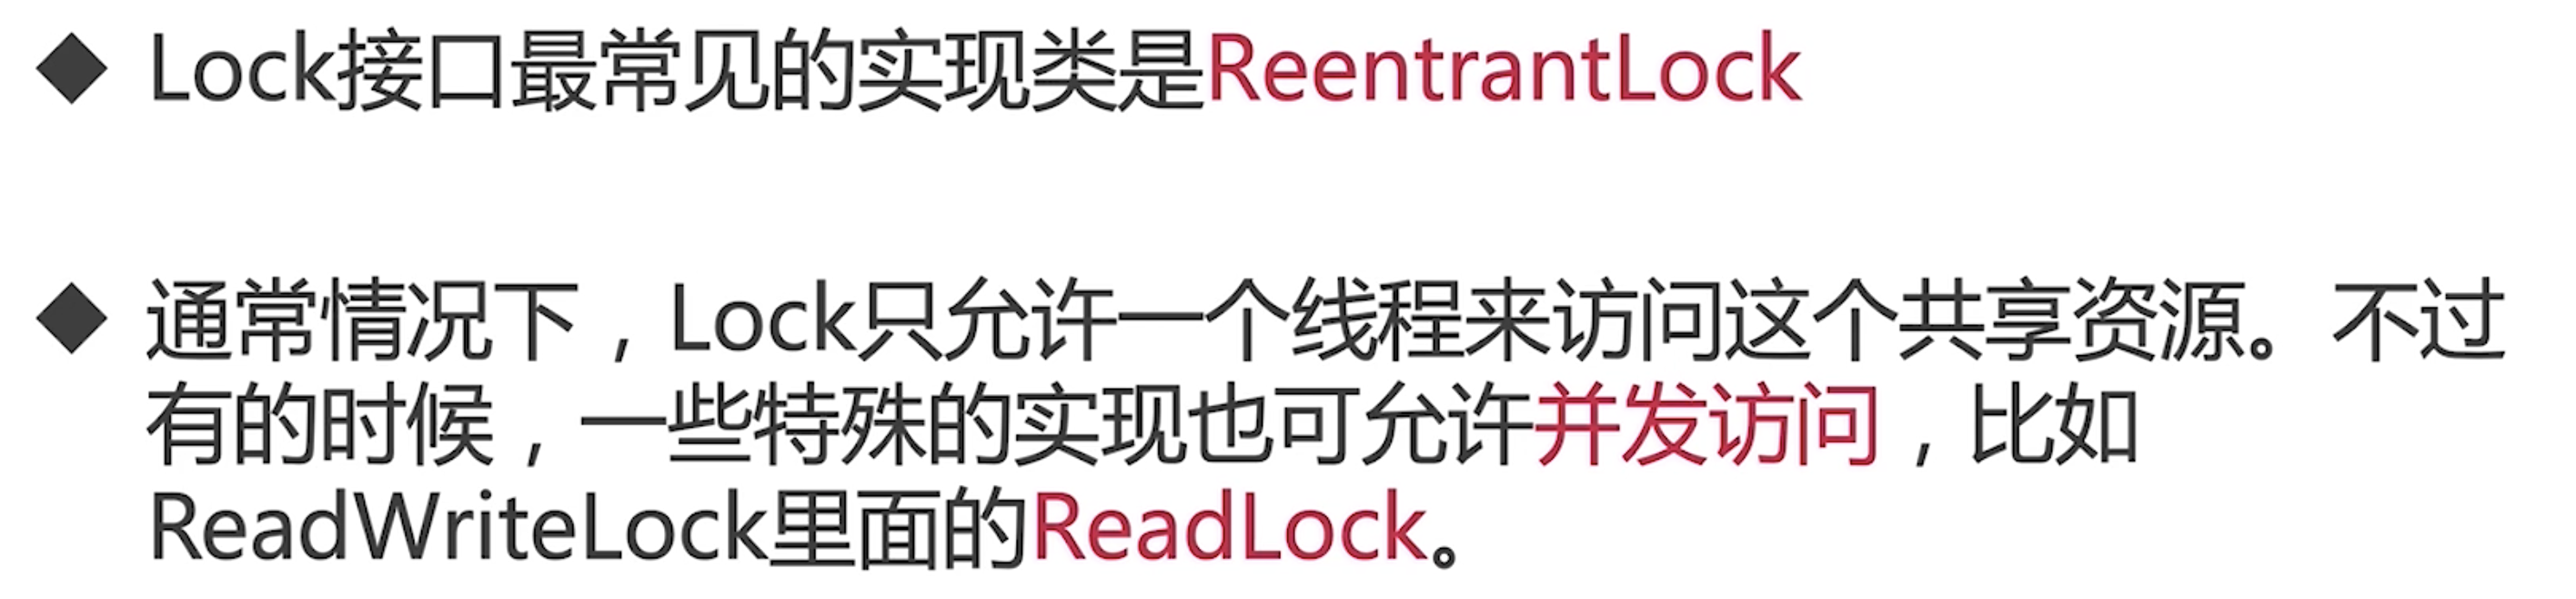 ◆ Lock接口最常见的实现类是ReentrantLock
◆ 通常情况下，Lock只允许一个线程来访问这个共享资源。不过
有的时候，一些特殊的实现也可允许并发访问，比如
ReadWriteLock里面的ReadLock。